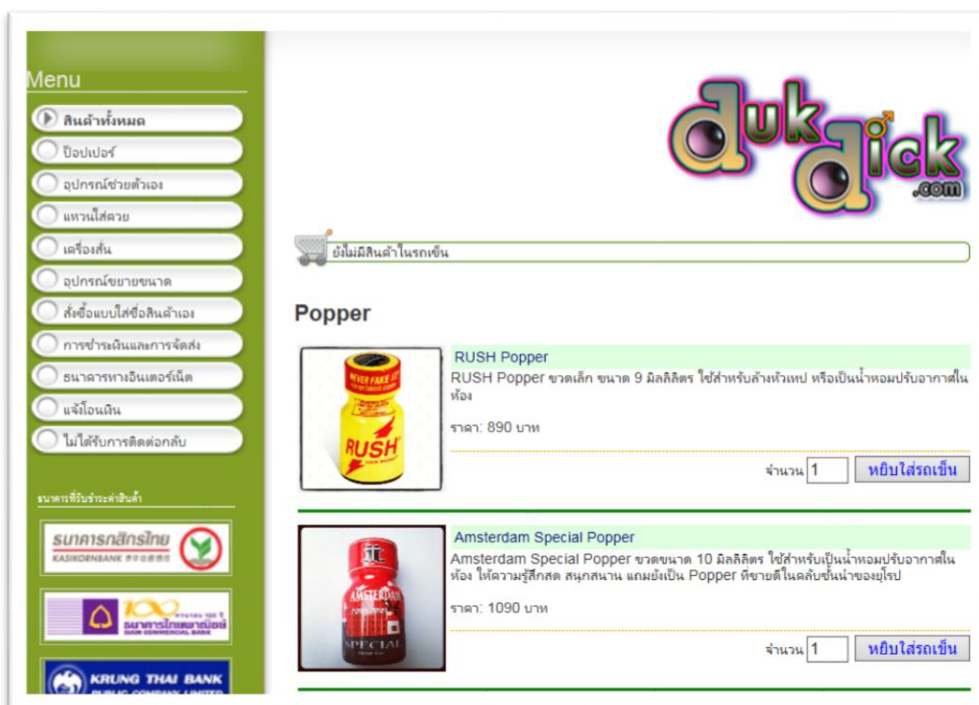 Menu
สินค้าทั้งหมด
ป๊อปเปอร์
อุปกรณ์ช่วยตัวเอง
แหวนใส่ควย
เครื่องสั่น
อุปกรณ์ขยายขนาด
สั่งซื้อแบบใส่ชื่อสินค้าเอง
การชำระเงินและการจัดส่ง
ธนาคารทางอินเตอร์เน็ต
แจ้งโอนเงิน
ไม่ได้รับการติดต่อกลับ
ธนาคารที่รับชำระค่าสินค้า
ธนาคารกสิกรไทย
KASIKORNBANK
๑๐๐
ธนาคารไทยพาณิชย์
SIAM COMMERCIAL BANK
KRUNG THAI BANK
PUBLIC COMPANY LIMITED
dukdick
.com
ยังไม่มีสินค้าในรถเข็น
Popper
NEVER FAKE IT
RUSH
RUSH Popper
RUSH Popper ขวดเล็ก ขนาด 9 มิลลิลิตร ใช้สำหรับล้างหัวเทป หรือเป็นน้ำหอมปรับอากาศใน
ห้อง
ราคา: 890 บาท
จำนวน 1 หยิบใส่รถเข็น
AMSTERDAM
SPECIAL
Amsterdam Special Popper
Amsterdam Special Popper ขวดขนาด 10 มิลลิลิตร ใช้สำหรับเป็นน้ำหอมปรับอากาศใน
ห้อง ให้ความรู้สึกสด สนุกสนาน แถมยังเป็น Popper ที่ขายดีในคลับชั้นนำของยุโรป
ราคา: 1090 บาท
จำนวน 1 หยิบใส่รถเข็น